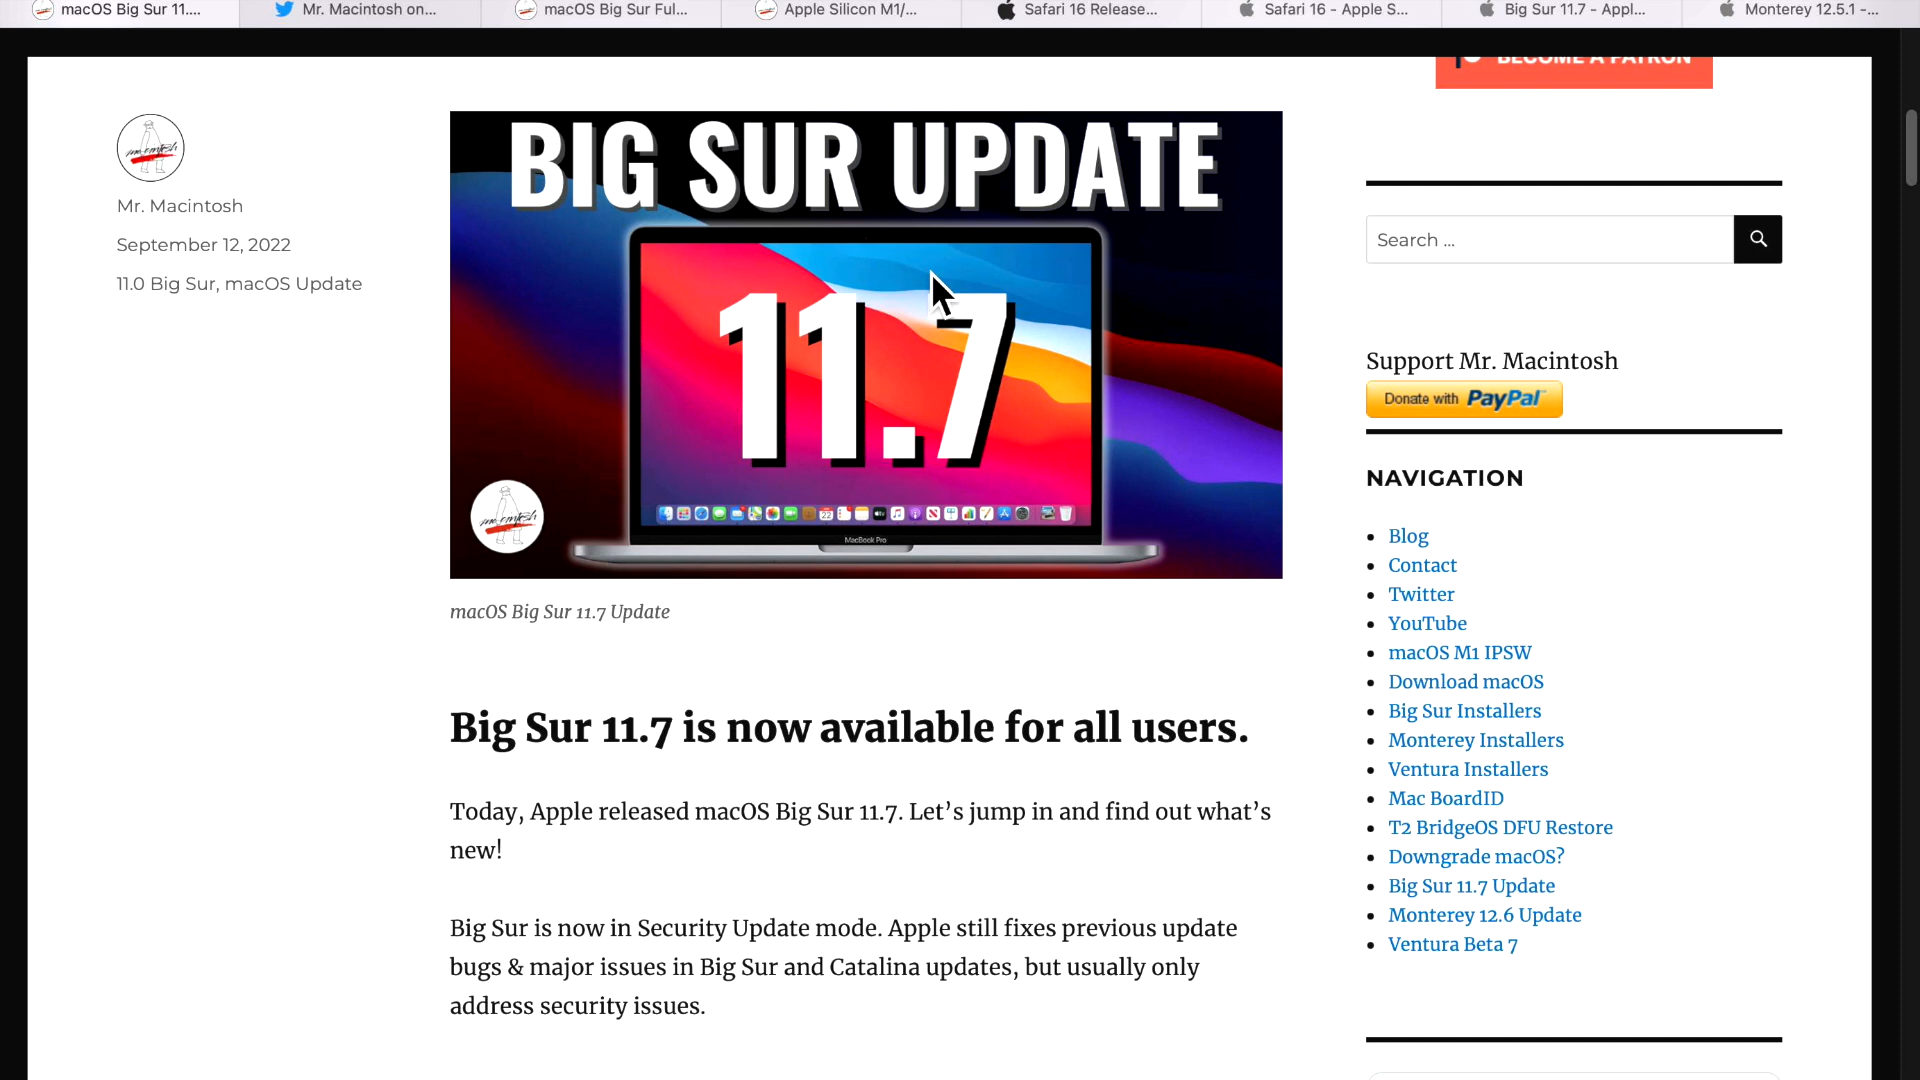 macOS Big Sur 11....
Mr. Macintosh on...
macOS Big Sur Ful...
Apple Silicon M1/...
Safari 16 Release...
Safari 16 - Apple S...
Big Sur 11.7 - Appl...
Monterey 12.5.1 -...
BECOME A PATRON
Mr. Macintosh
September 12, 2022
11.0 Big Sur, macOS Update
BIG SUR UPDATE
11.7
MacBook Pro
macOS Big Sur 11.7 Update
Big Sur 11.7 is now available for all users.
Today, Apple released macOS Big Sur 11.7. Let’s jump in and find out what’s
new!
Big Sur is now in Security Update mode. Apple still fixes previous update
bugs & major issues in Big Sur and Catalina updates, but usually only
address security issues.
Search ...
Support Mr. Macintosh
Donate with PayPal
NAVIGATION
Blog
Contact
Twitter
YouTube
macOS M1 IPSW
Download macOS
Big Sur Installers
Monterey Installers
Ventura Installers
Mac BoardID
T2 BridgeOS DFU Restore
Downgrade macOS?
Big Sur 11.7 Update
Monterey 12.6 Update
Ventura Beta 7